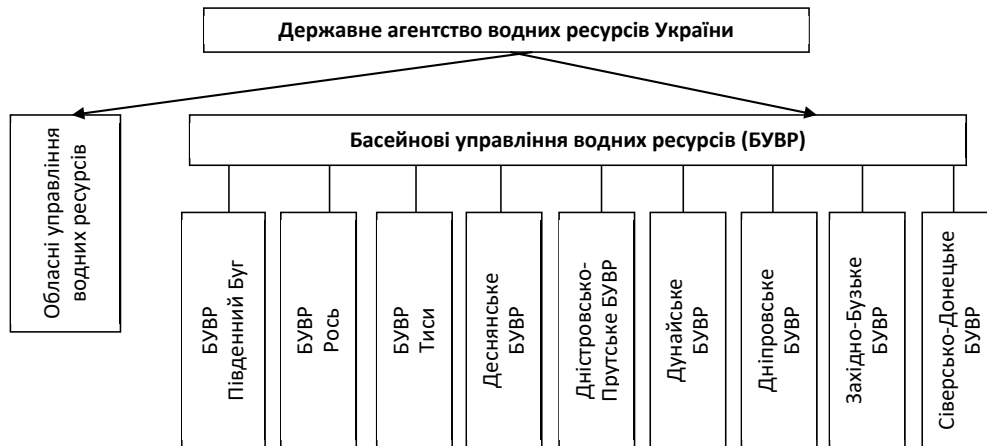 Державне агентство водних ресурсів України
Обласні управління
водних ресурсів
Басейнові управління водних ресурсів (БУВР)
БУВР
Південний Буг
БУВР
Рось
БУВР
Тиси
Деснянське
БУВР
Дністровсько-
Прутське БУВР
Дунайське
БУВР
Дніпровське
БУВР
Західно-Бузьке
БУВР
Сіверсько-Донецьке
БУВР